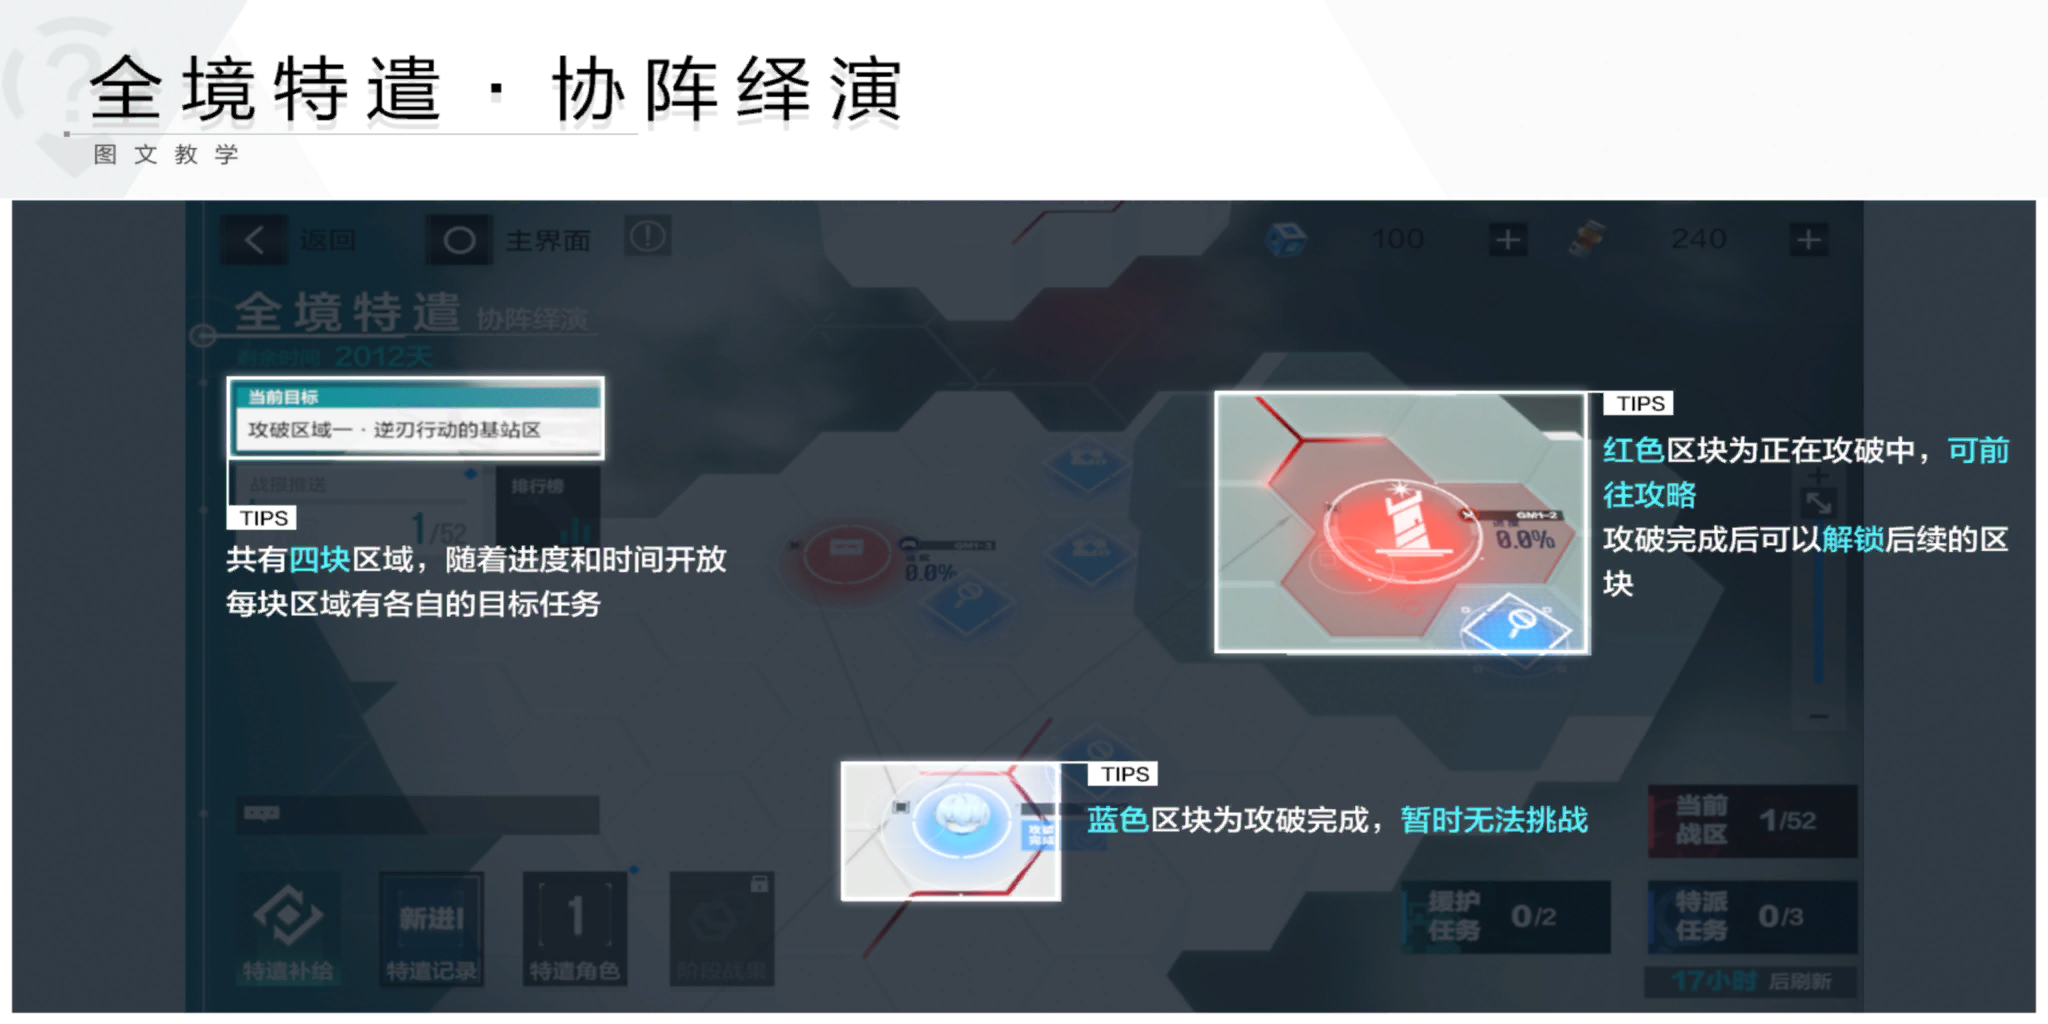 全境特遣 · 协阵绎演
图文教学
返回
主界面
100
240
全境特遣 协阵绎演
剩余时间 2012天
当前目标
攻破区域一 · 逆刃行动的基站区
战报推送
排行榜
1/52
TIPS
共有四块区域，随着进度和时间开放
每块区域有各自的目标任务
0.0%
GM1-2
进度
0.0%
TIPS
红色区块为正在攻破中，可前
往攻略
攻破完成后可以解锁后续的区
块
攻破
完成
TIPS
蓝色区块为攻破完成，暂时无法挑战
当前
战区
1/52
援护
任务
0/2
特派
任务
0/3
17小时 后刷新
特遣补给
新进
特遣记录
1
特遣角色
阶段战果